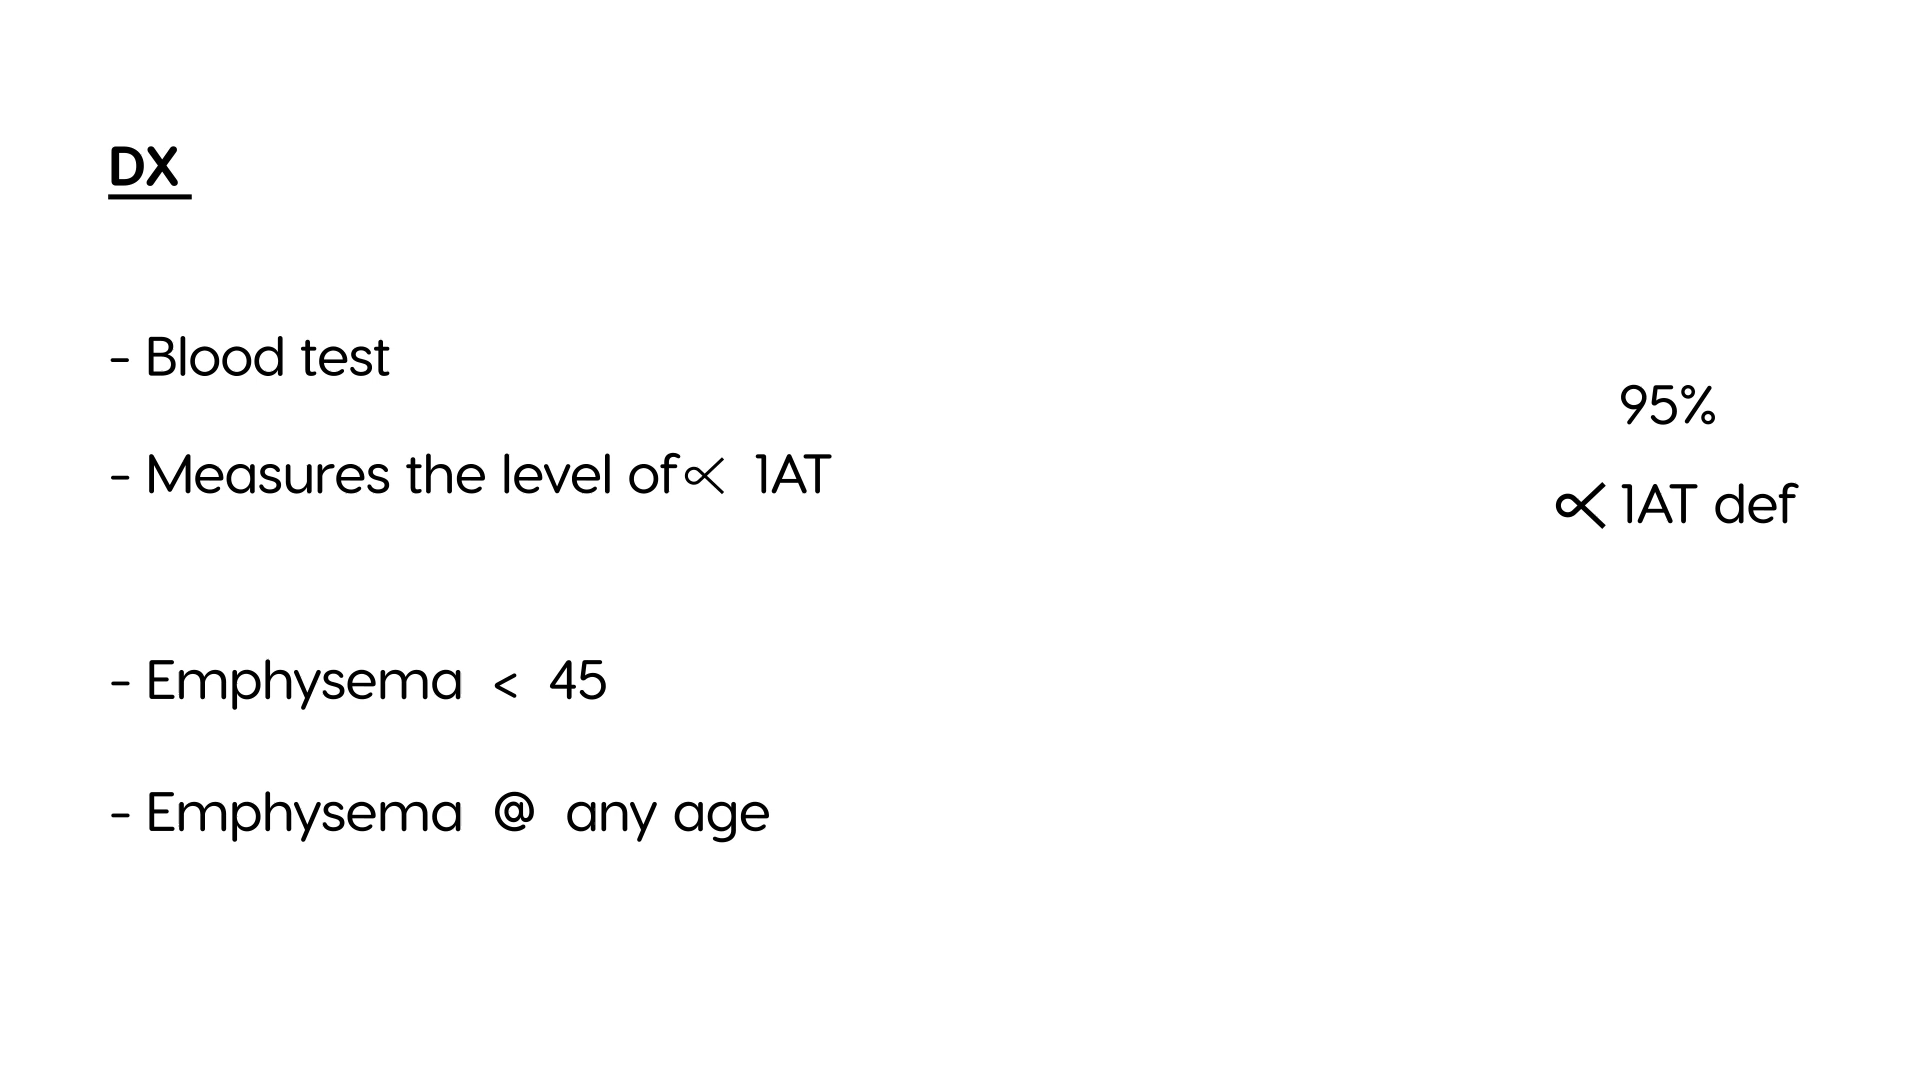 DX
- Blood test
- Measures the level of ∝ 1AT
- Emphysema < 45
- Emphysema @ any age
95%
∝ 1AT def